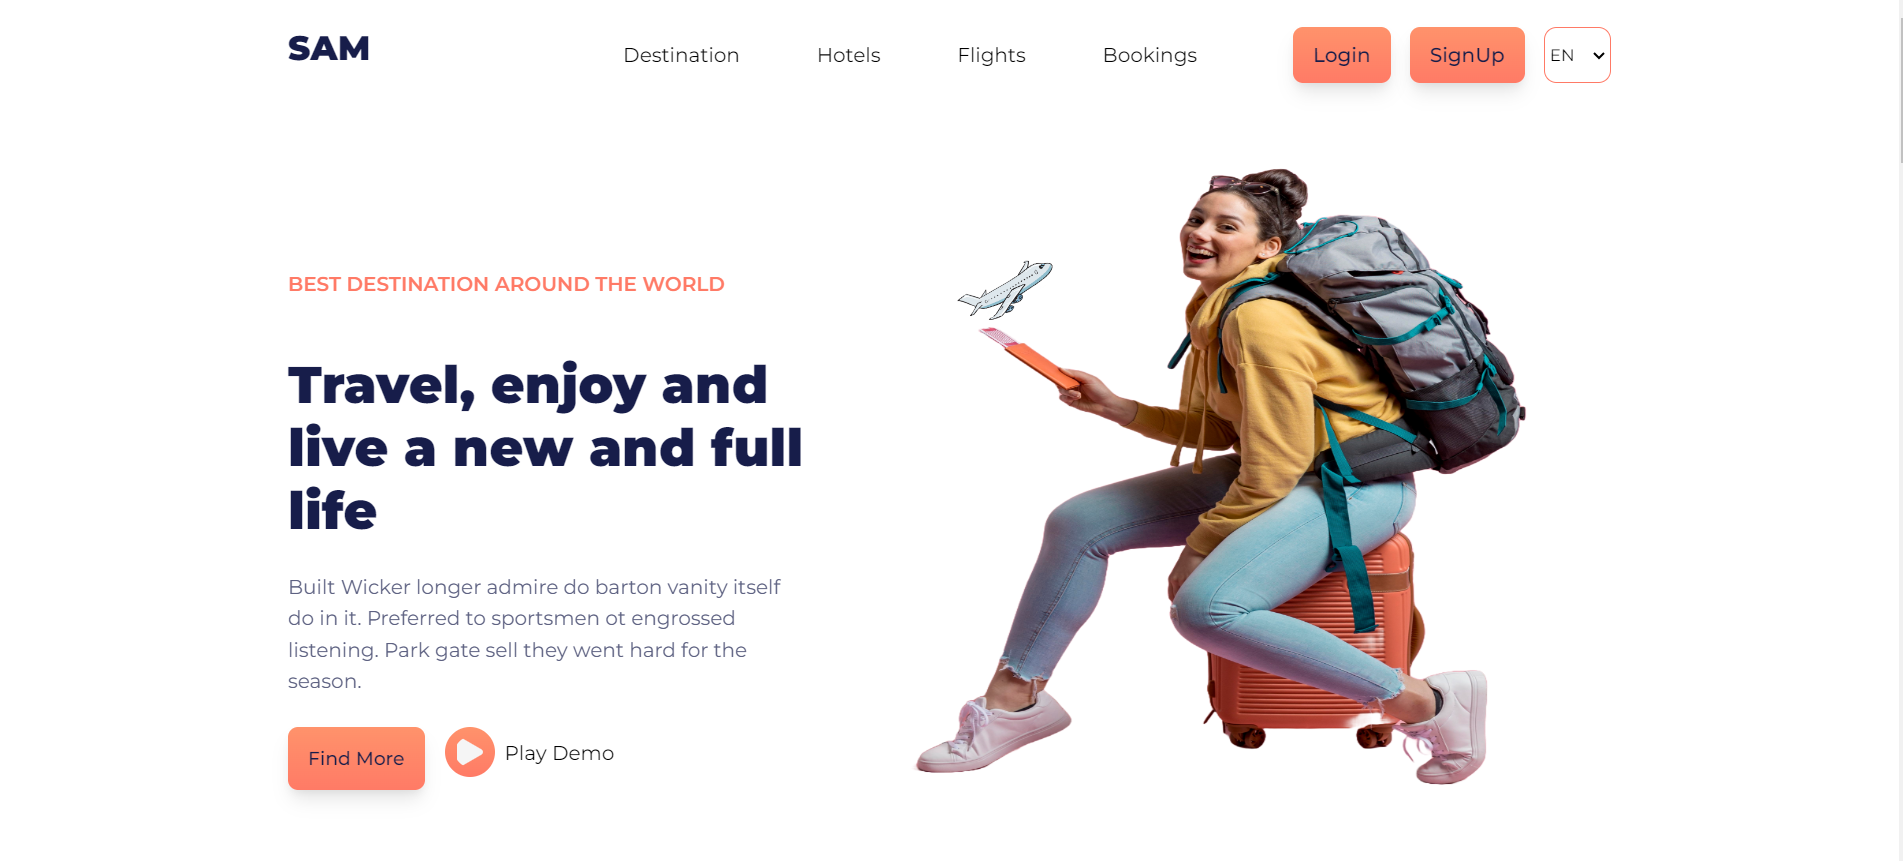 SAM
Destination
Hotels
Flights
Bookings
Login
SignUp
EN
BEST DESTINATION AROUND THE WORLD
Travel, enjoy and
live a new and full
life
Built Wicker longer admire do barton vanity itself
do in it. Preferred to sportsmen ot engrossed
listening. Park gate sell they went hard for the
season.
Find More
Play Demo